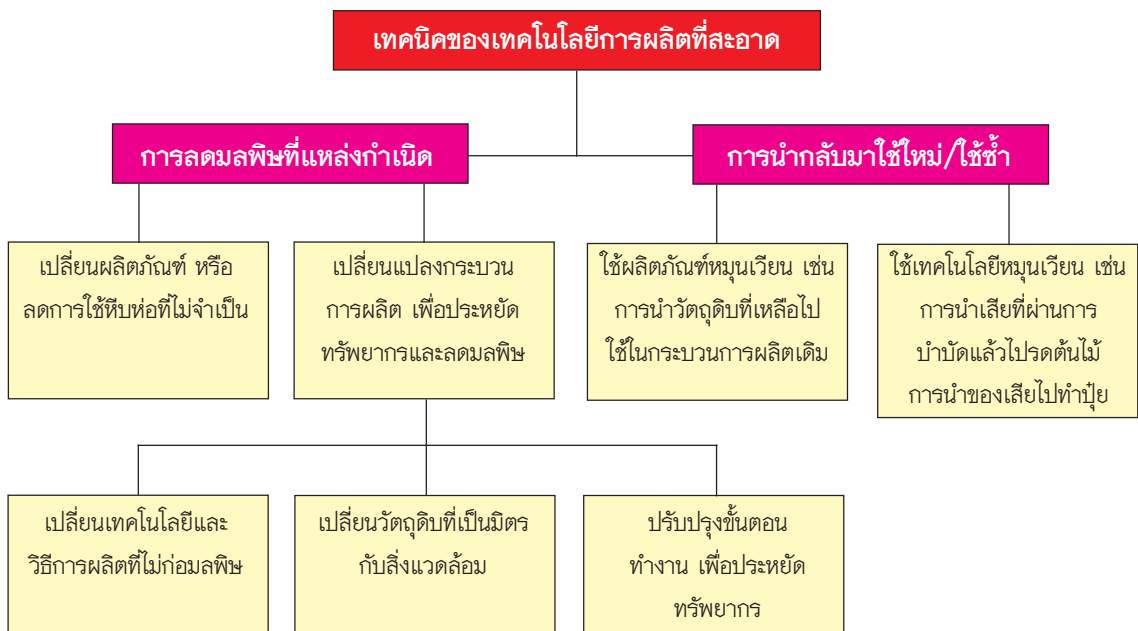 เทคนิคของเทคโนโลยีการผลิตที่สะอาด
การลดมลพิษที่แหล่งกำเนิด
การนำกลับมาใช้ใหม่/ใช้ซ้ำ
เปลี่ยนผลิตภัณฑ์ หรือ
ลดการใช้หีบห่อที่ไม่จำเป็น
เปลี่ยนแปลงกระบวน
การผลิต เพื่อประหยัด
ทรัพยากรและลดมลพิษ
ใช้ผลิตภัณฑ์หมุนเวียน เช่น
การนำวัตถุดิบที่เหลือไป
ใช้ในกระบวนการผลิตเดิม
ใช้เทคโนโลยีหมุนเวียน เช่น
การนำเสียที่ผ่านการ
บำบัดแล้วไปรดต้นไม้
การนำของเสียไปทำปุ๋ย
เปลี่ยนเทคโนโลยีและ
วิธีการผลิตที่ไม่ก่อมลพิษ
เปลี่ยนวัตถุดิบที่เป็นมิตร
กับสิ่งแวดล้อม
ปรับปรุงขั้นตอน
ทำงาน เพื่อประหยัด
ทรัพยากร